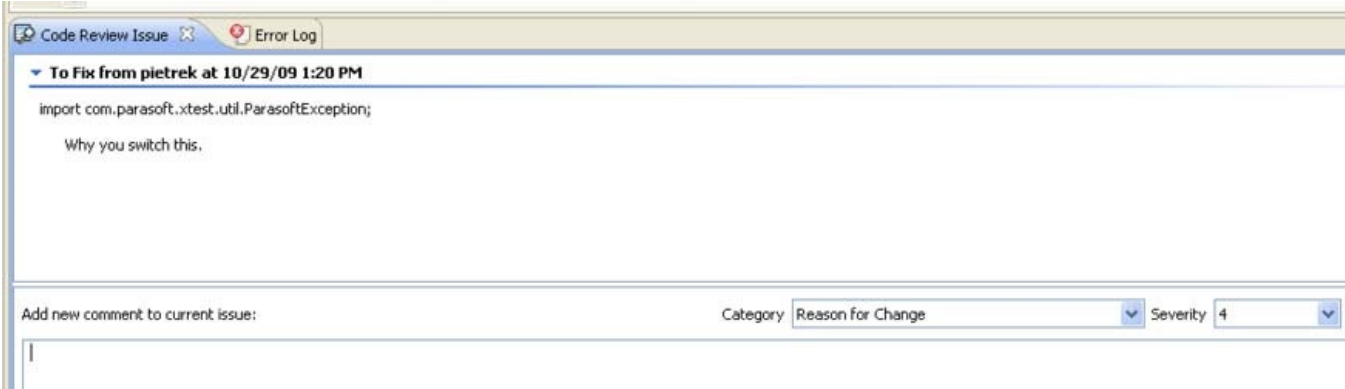 Code Review Issue Error Log
To Fix from pietrek at 10/29/09 1:20 PM
import com.parasoft.xtest.util.ParasoftException;
Why you switch this.
Add new comment to current issue: Category Reason for Change Severity 4